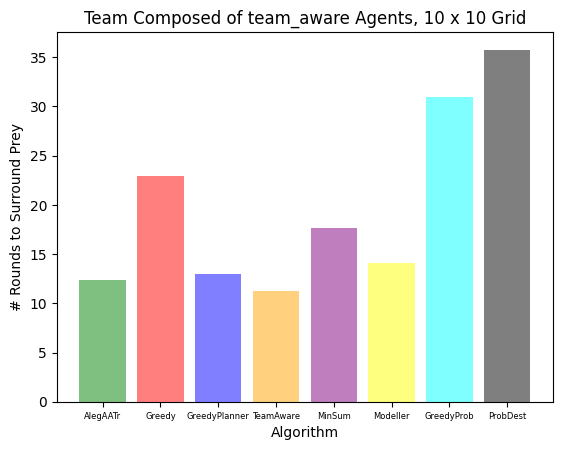 Team Composed of team_aware Agents, 10 x 10 Grid
35
30
25
20
15
10
5
0
# Rounds to Surround Prey
AlegAATr Greedy GreedyPlanner TeamAware MinSum Modeller GreedyProb ProbDest
Algorithm